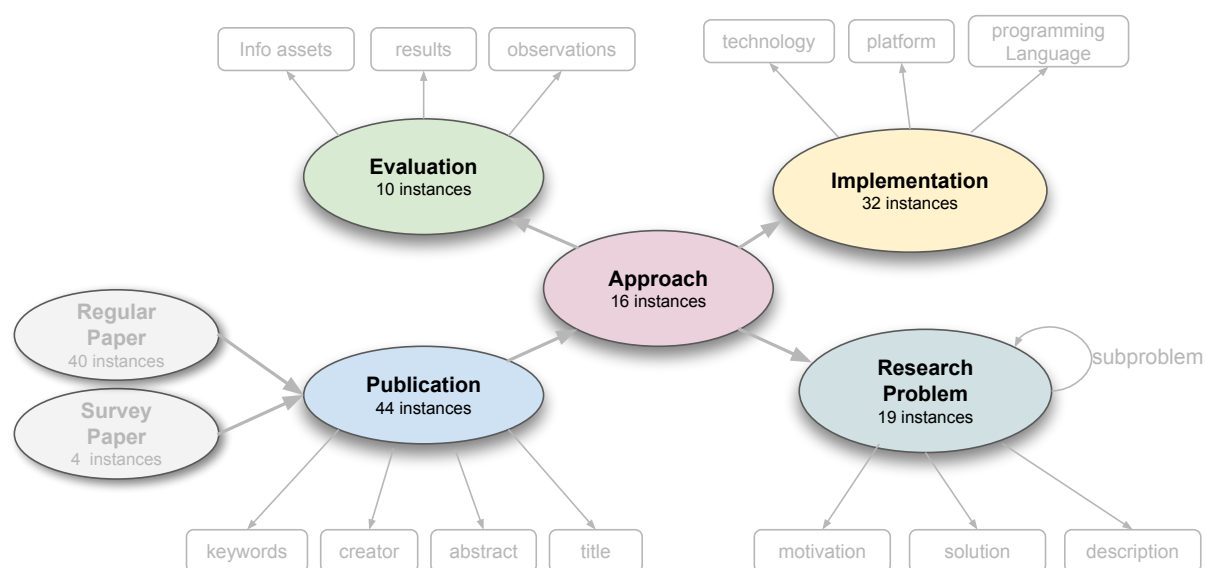 Info assets
results
observations
technology
platform
programming
Language
Evaluation
10 instances
Implementation
32 instances
Approach
16 instances
Regular
Paper
40 instances
Survey
Paper
4 instances
Publication
44 instances
Research
Problem
19 instances
subproblem
keywords
creator
abstract
title
motivation
solution
description